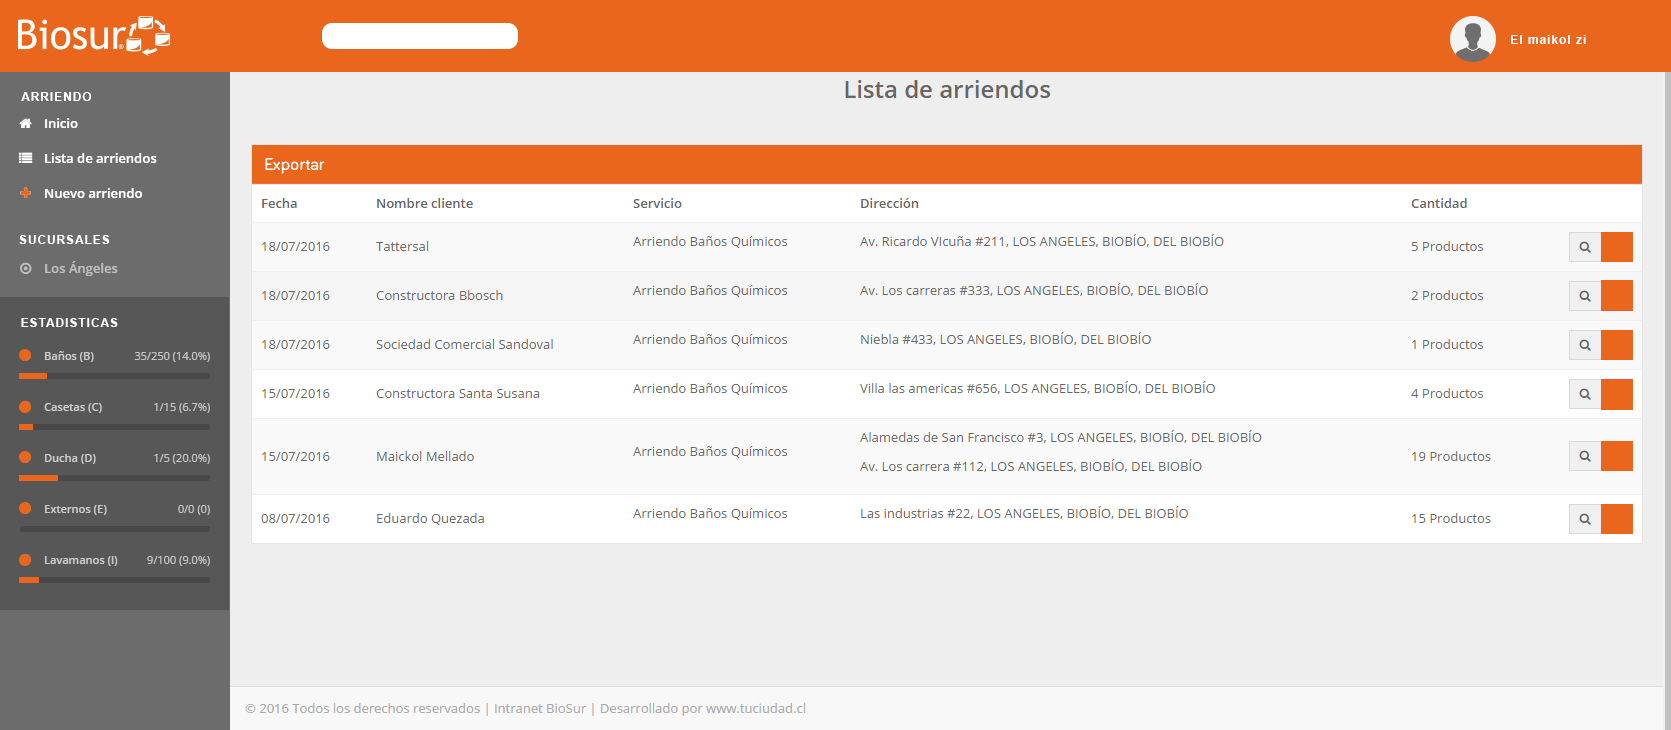 Biosur®
El maikol zi
ARRIENDO
Inicio
Lista de arriendos
Nuevo arriendo
SUCURSALES
Los Ángeles
ESTADISTICAS
Baños (B) 35/250 (14.0%)
Casetas (C) 1/15 (6.7%)
Ducha (D) 1/5 (20.0%)
Externos (E) 0/0 (0)
Lavamanos (l) 9/100 (9.0%)
Lista de arriendos
Exportar
Fecha Nombre cliente Servicio Dirección Cantidad
18/07/2016 Tattersal Arriendo Baños Químicos Av. Ricardo VIcuña #211, LOS ANGELES, BIOBÍO, DEL BIOBÍO 5 Productos
18/07/2016 Constructora Bbosch Arriendo Baños Químicos Av. Los carreras #333, LOS ANGELES, BIOBÍO, DEL BIOBÍO 2 Productos
18/07/2016 Sociedad Comercial Sandoval Arriendo Baños Químicos Niebla #433, LOS ANGELES, BIOBÍO, DEL BIOBÍO 1 Productos
15/07/2016 Constructora Santa Susana Arriendo Baños Químicos Villa las americas #656, LOS ANGELES, BIOBÍO, DEL BIOBÍO 4 Productos
15/07/2016 Maickol Mellado Arriendo Baños Químicos Alamedas de San Francisco #3, LOS ANGELES, BIOBÍO, DEL BIOBÍO 19 Productos
Av. Los carrera #112, LOS ANGELES, BIOBÍO, DEL BIOBÍO
08/07/2016 Eduardo Quezada Arriendo Baños Químicos Las industrias #22, LOS ANGELES, BIOBÍO, DEL BIOBÍO 15 Productos
© 2016 Todos los derechos reservados | Intranet BioSur | Desarrollado por www.tuciudad.cl